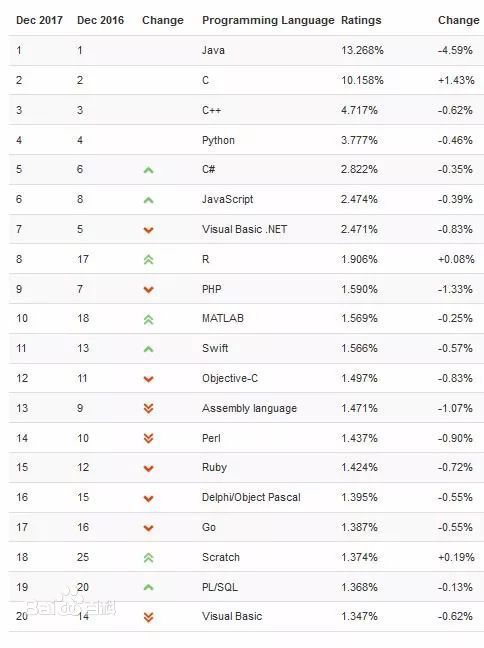 Dec 2017 Dec 2016 Change Programming Language Ratings Change
1 1 Java 13.268% -4.59%
2 2 C 10.158% +1.43%
3 3 C++ 4.717% -0.62%
4 4 Python 3.777% -0.46%
5 6 C# 2.822% -0.35%
6 8 JavaScript 2.474% -0.39%
7 5 Visual Basic .NET 2.471% -0.83%
8 17 R 1.906% +0.08%
9 7 PHP 1.590% -1.33%
10 18 MATLAB 1.569% -0.25%
11 13 Swift 1.566% -0.57%
12 11 Objective-C 1.497% -0.83%
13 9 Assembly language 1.471% -1.07%
14 10 Perl 1.437% -0.90%
15 12 Ruby 1.424% -0.72%
16 15 Delphi/Object Pascal 1.395% -0.55%
17 16 Go 1.387% -0.55%
18 25 Scratch 1.374% +0.19%
19 20 PL/SQL 1.368% -0.13%
20 14 Visual Basic 1.347% -0.62%
Baidu百科